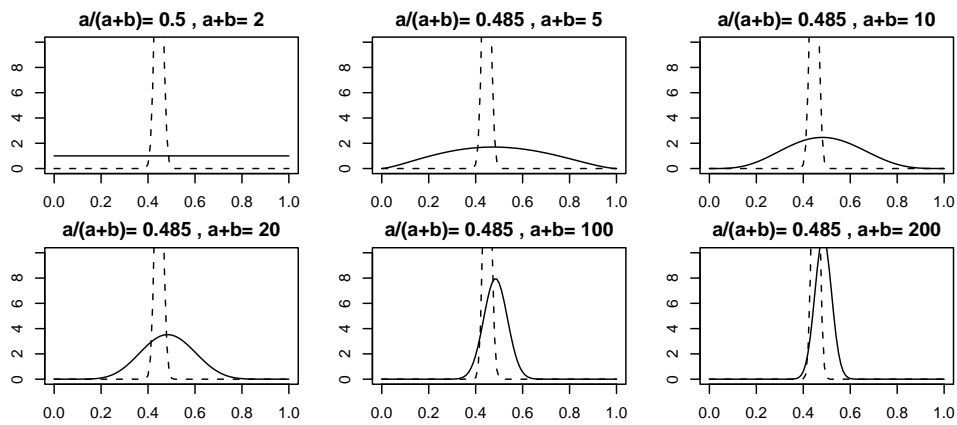 a/(a+b)= 0.5 , a+b= 2
a/(a+b)= 0.485 , a+b= 5
a/(a+b)= 0.485 , a+b= 10
0 2 4 6 8
0.0 0.2 0.4 0.6 0.8 1.0
0 2 4 6 8
0.0 0.2 0.4 0.6 0.8 1.0
0 2 4 6 8
0.0 0.2 0.4 0.6 0.8 1.0
a/(a+b)= 0.485 , a+b= 20
a/(a+b)= 0.485 , a+b= 100
a/(a+b)= 0.485 , a+b= 200
0 2 4 6 8
0.0 0.2 0.4 0.6 0.8 1.0
0 2 4 6 8
0.0 0.2 0.4 0.6 0.8 1.0
0 2 4 6 8
0.0 0.2 0.4 0.6 0.8 1.0